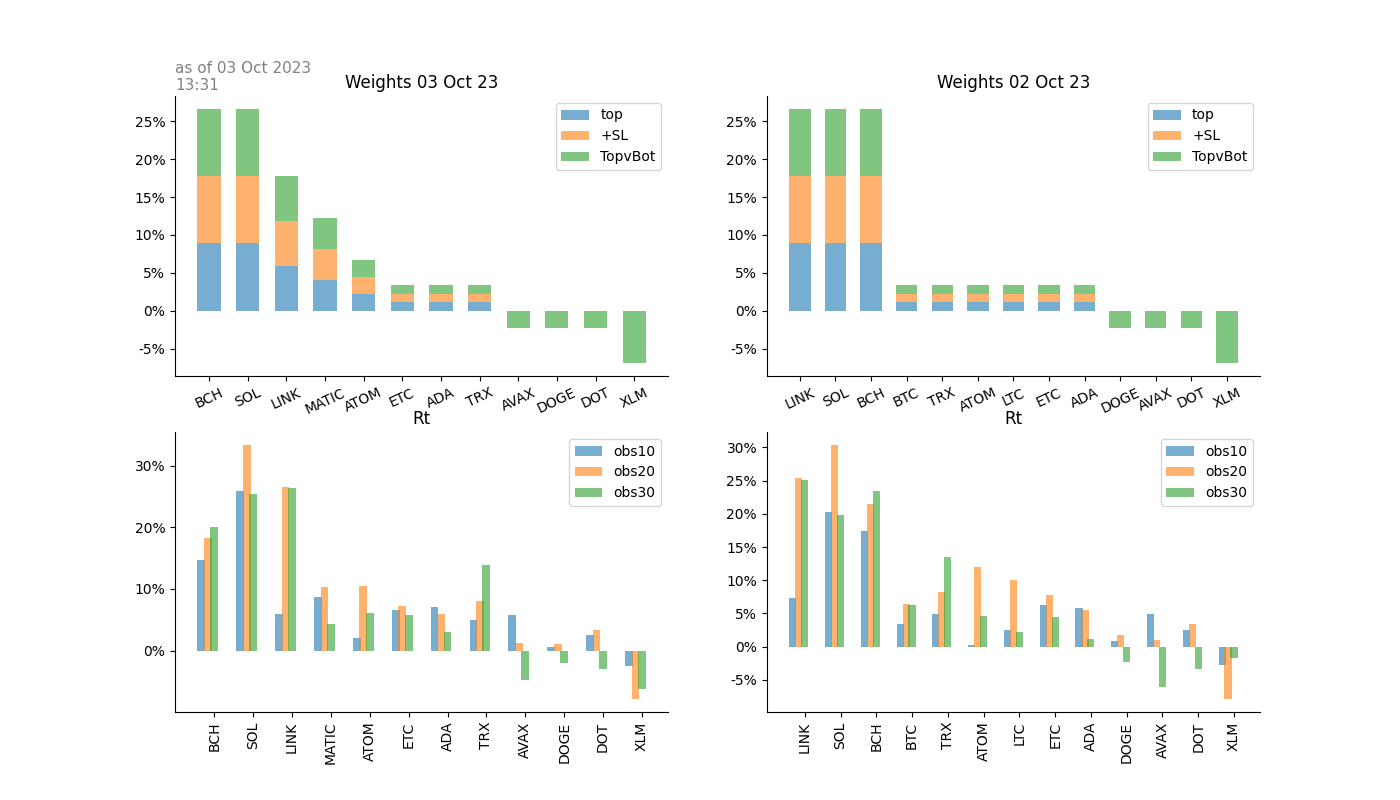 as of 03 Oct 2023
13:31
Weights 03 Oct 23
25%
20%
15%
10%
5%
0%
-5%
top
+SL
TopvBot
BCH SOL LINK MATIC ATOM ETC ADA TRX AVAX DOGE DOT XLM
Weights 02 Oct 23
25%
20%
15%
10%
5%
0%
-5%
top
+SL
TopvBot
LINK SOL BCH BTC TRX ATOM LTC ETC ADA DOGE AVAX DOT XLM
Rt
30%
20%
10%
0%
obs10
obs20
obs30
BCH SOL LINK MATIC ATOM ETC ADA TRX AVAX DOGE DOT XLM
Rt
30%
25%
20%
15%
10%
5%
0%
-5%
obs10
obs20
obs30
LINK SOL BCH BTC TRX ATOM LTC ETC ADA DOGE AVAX DOT XLM